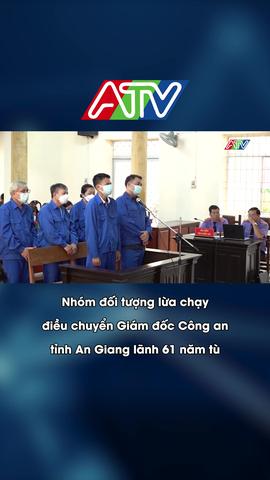 ATV
ATV
Nhóm đối tượng lừa chạy
điều chuyển Giám đốc Công an
tỉnh An Giang lãnh 61 năm tù